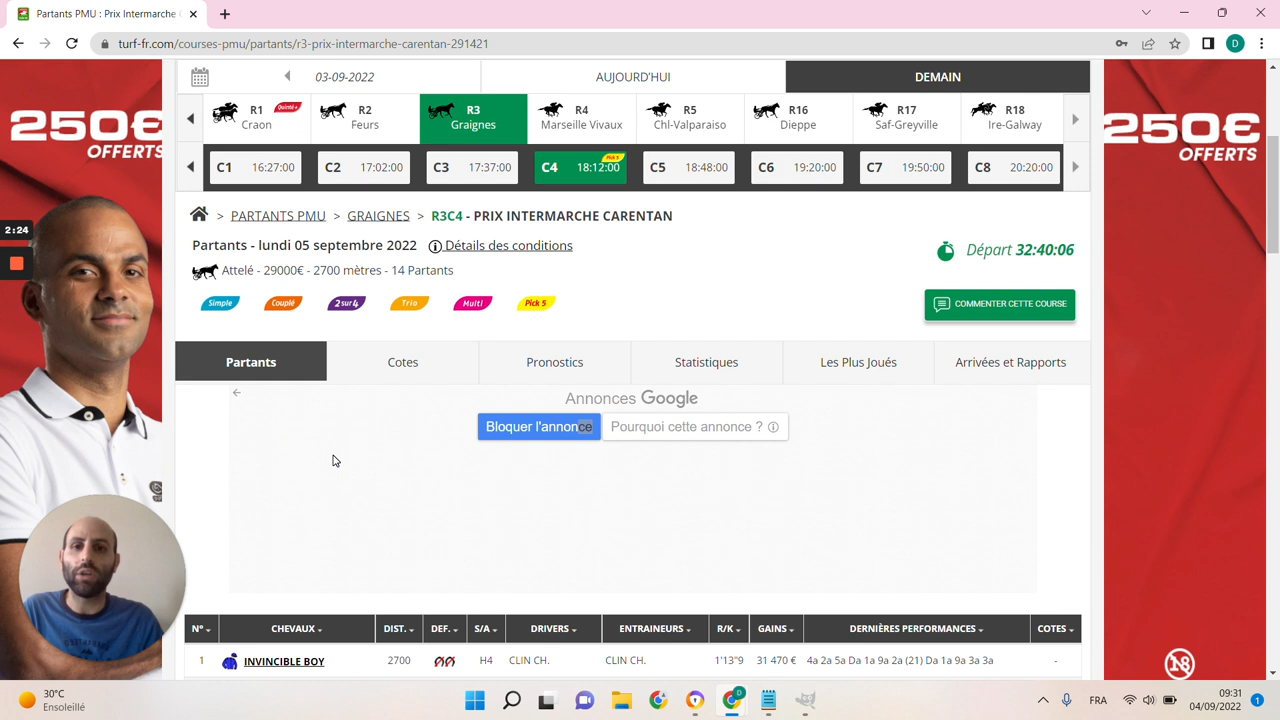 Partants PMU : Prix Intermarche
turf-fr.com/courses-pmu/partants/r3-prix-intermarche-carentan-291421
D
250€
OFFERTS
250€
OFFERTS
03-09-2022 AUJOURD'HUI DEMAIN
R1 Craon Quinté+
R2 Feurs
R3 Graignes
R4 Marseille Vivaux
R5 Chl-Valparaiso
R16 Dieppe
R17 Saf-Greyville
R18 Ire-Galway
C1 16:27:00 C2 17:02:00 C3 17:37:00 C4 18:12:00 Pick 5 C5 18:48:00 C6 19:20:00 C7 19:50:00 C8 20:20:00
> PARTANTS PMU > GRAIGNES > R3C4 - PRIX INTERMARCHE CARENTAN
2:24
Partants - lundi 05 septembre 2022 Détails des conditions
Départ 32:40:06
Attelé - 29000€ - 2700 mètres - 14 Partants
Simple Couplé 2sur4 Trio Multi Pick 5
COMMENTER CETTE COURSE
Partants Cotes Pronostics Statistiques Les Plus Joués Arrivées et Rapports
Annonces Google
Bloquer l'annonce Pourquoi cette annonce ?
N° CHEVAUX DIST. DEF. S/A DRIVERS ENTRAINEURS R/K GAINS DERNIÈRES PERFORMANCES COTES
1 INVINCIBLE BOY 2700 H4 CLIN CH. CLIN CH. 1'13"9 31 470 € 4a 2a 5a Da 1a 9a 2a (21) Da 1a 9a 3a 3a -
18
30°C
Ensoleillé
D
FRA
09:31
04/09/2022
1